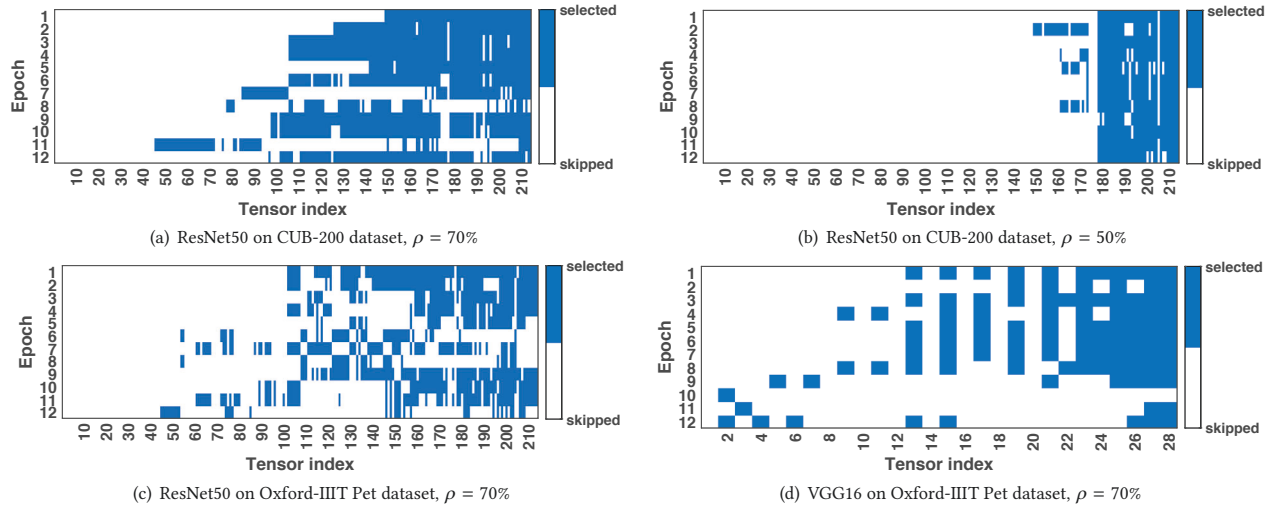 selected
skipped
Epoch
1
2
3
4
5
6
7
8
9
10
11
12
10 20 30 40 50 60 70 80 90 100 110 120 130 140 150 160 170 180 190 200 210
Tensor index
(a) ResNet50 on CUB-200 dataset, ρ = 70%
selected
skipped
Epoch
1
2
3
4
5
6
7
8
9
10
11
12
10 20 30 40 50 60 70 80 90 100 110 120 130 140 150 160 170 180 190 200 210
Tensor index
(b) ResNet50 on CUB-200 dataset, ρ = 50%
selected
skipped
Epoch
1
2
3
4
5
6
7
8
9
10
11
12
10 20 30 40 50 60 70 80 90 100 110 120 130 140 150 160 170 180 190 200 210
Tensor index
(c) ResNet50 on Oxford-IIIT Pet dataset, ρ = 70%
selected
skipped
Epoch
1
2
3
4
5
6
7
8
9
10
11
12
2 4 6 8 10 12 14 16 18 20 22 24 26 28
Tensor index
(d) VGG16 on Oxford-IIIT Pet dataset, ρ = 70%